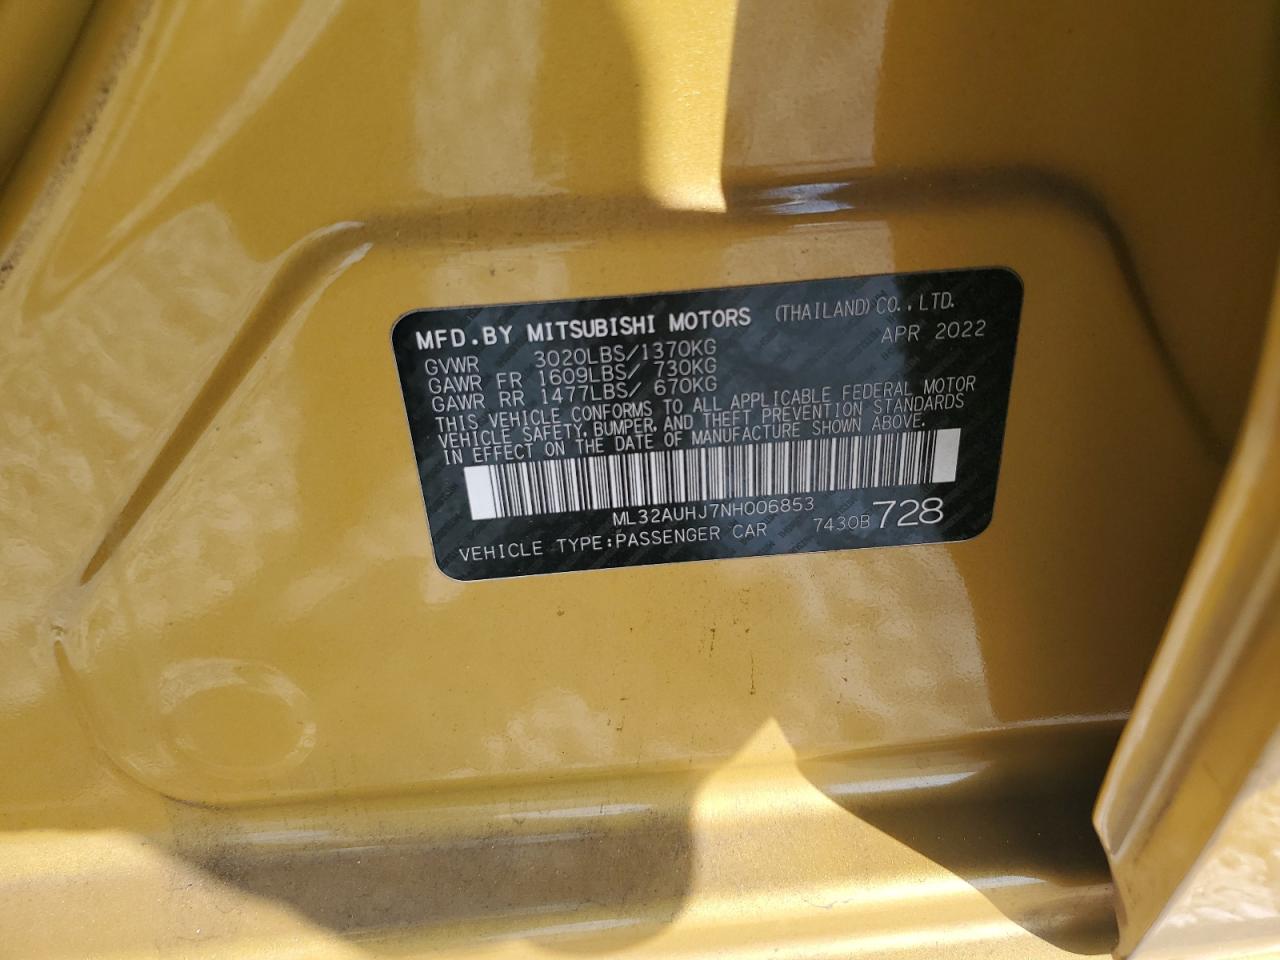 MFD.BY MITSUBISHI MOTORS (THAILAND) CO., LTD.
APR 2022
GVWR 3020LBS/1370KG
GAWR FR 1609LBS/ 730KG
GAWR RR 1477LBS/ 670KG
THIS VEHICLE CONFORMS TO ALL APPLICABLE FEDERAL MOTOR
VEHICLE SAFETY, BUMPER, AND THEFT PREVENTION STANDARDS
IN EFFECT ON THE DATE OF MANUFACTURE SHOWN ABOVE.
ML32AUHJ7NH006853
VEHICLE TYPE:PASSENGER CAR 7430B 728